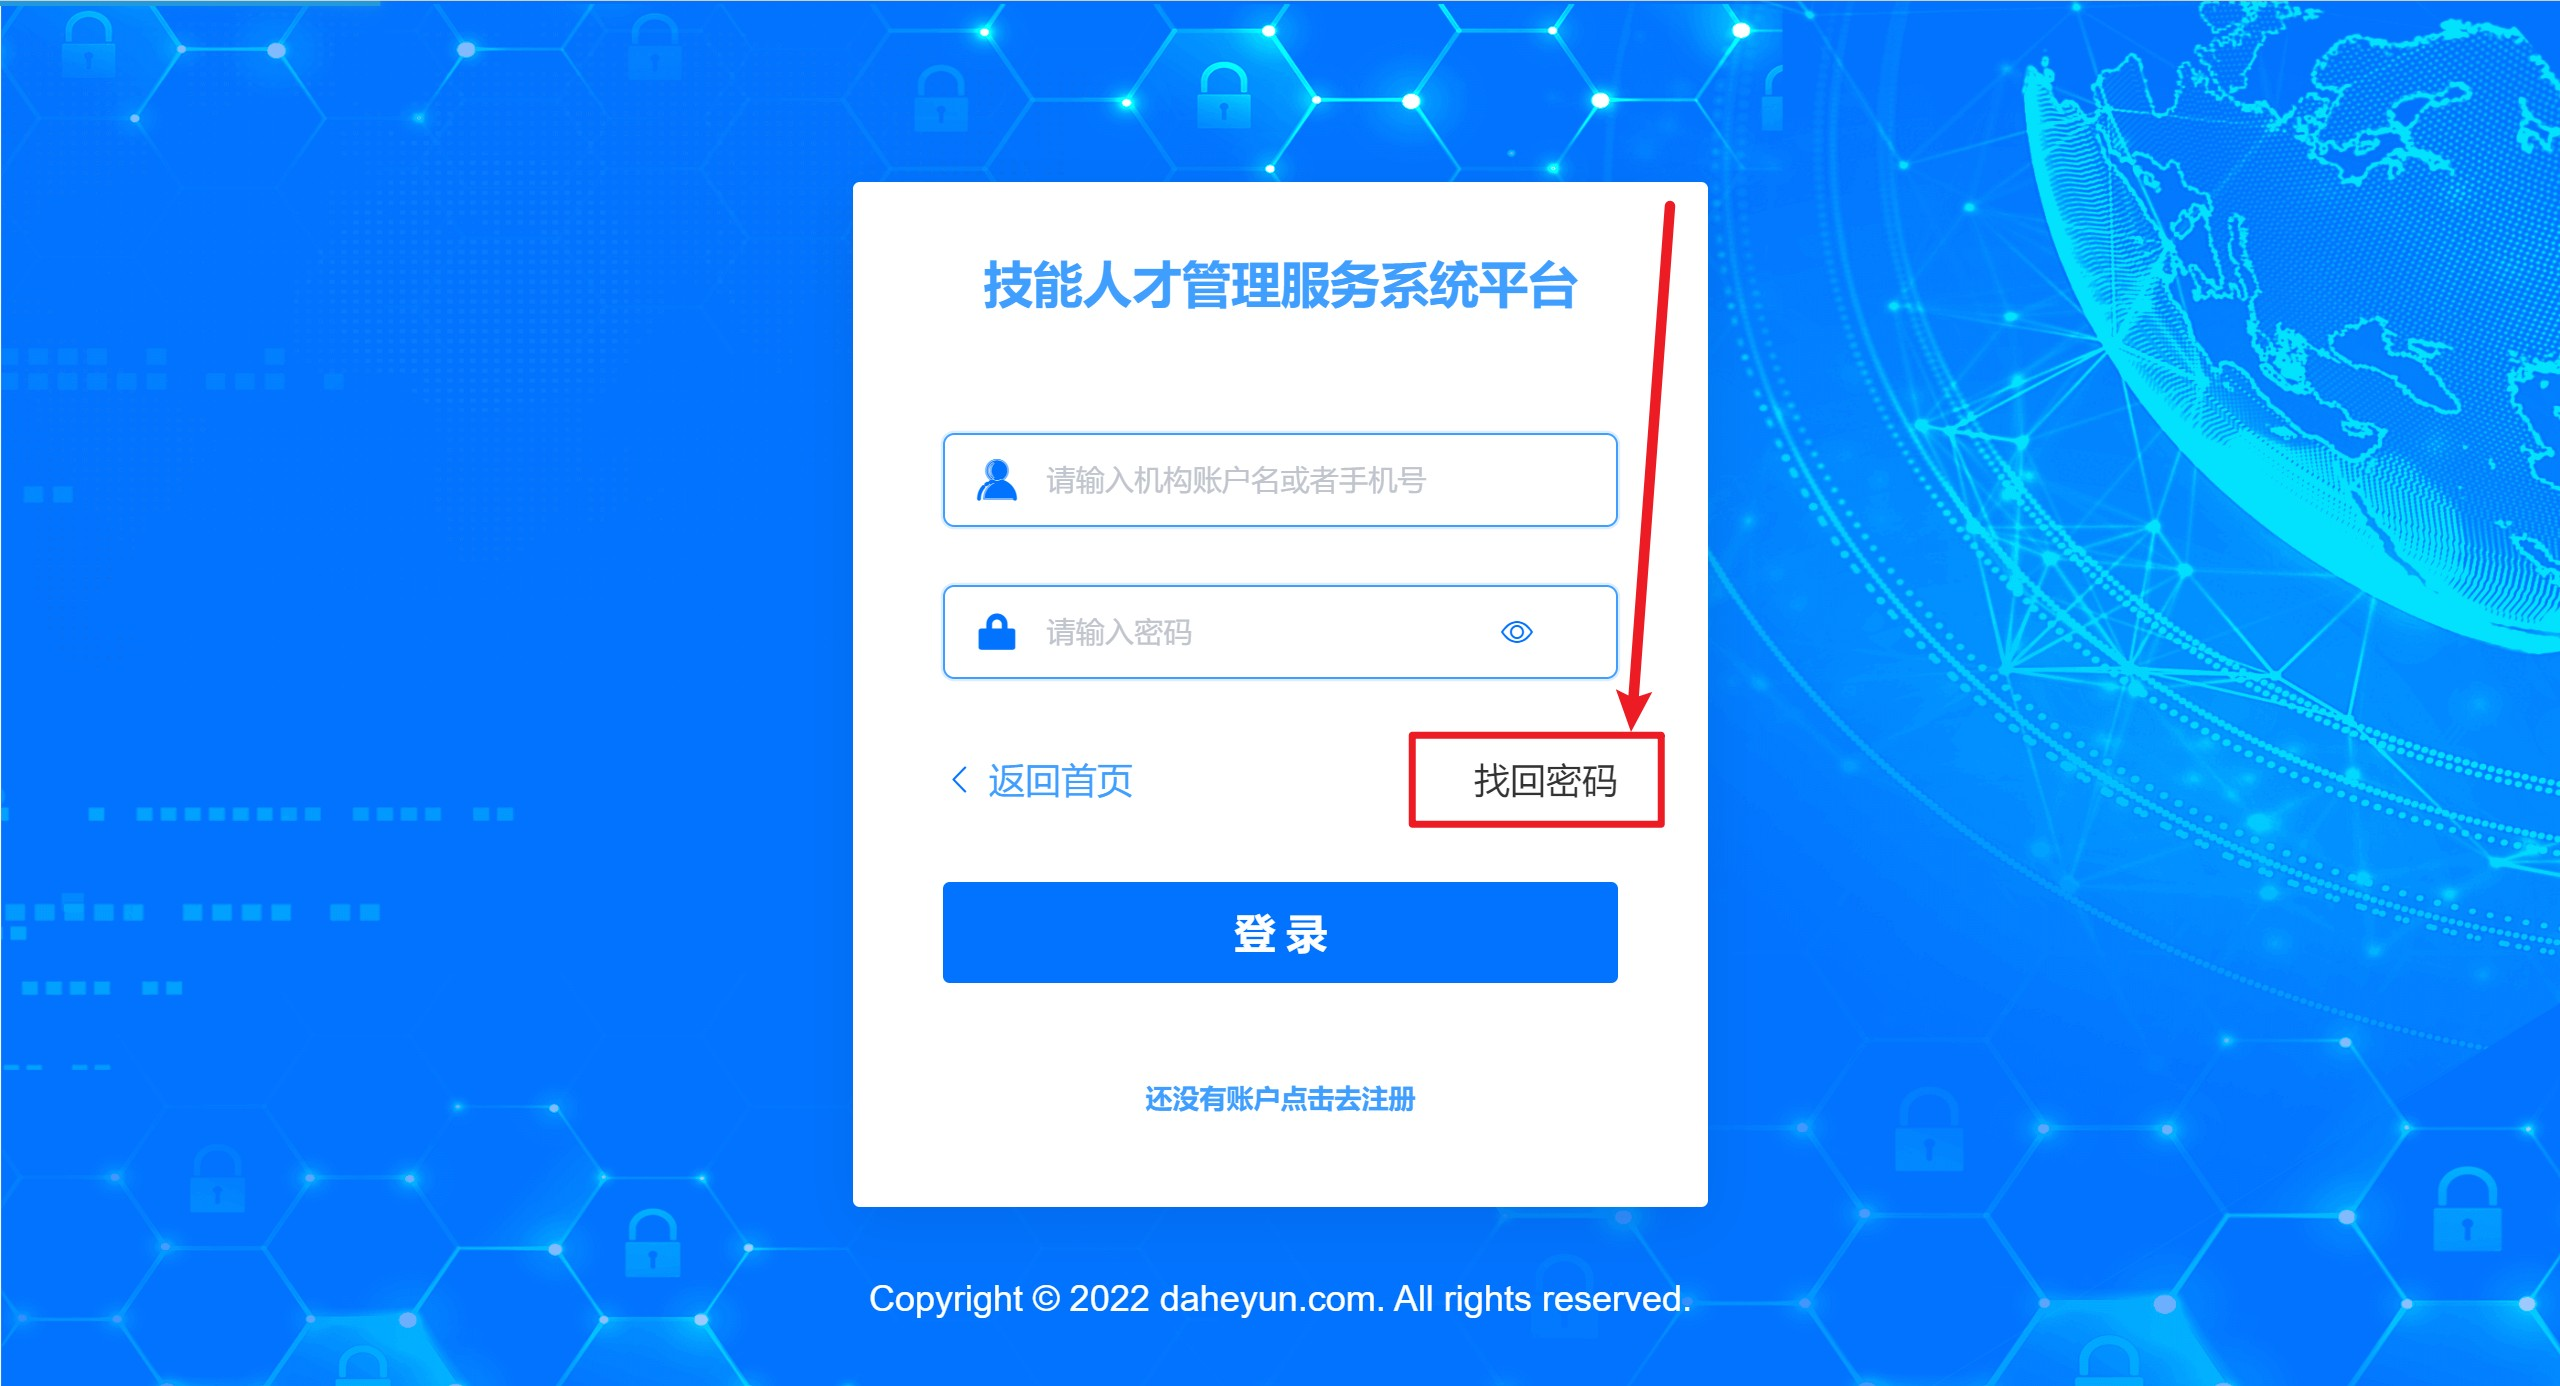 技能人才管理服务系统平台
请输入机构账户名或者手机号
请输入密码
返回首页
找回密码
登 录
还没有账户点击去注册
Copyright © 2022 daheyun.com. All rights reserved.